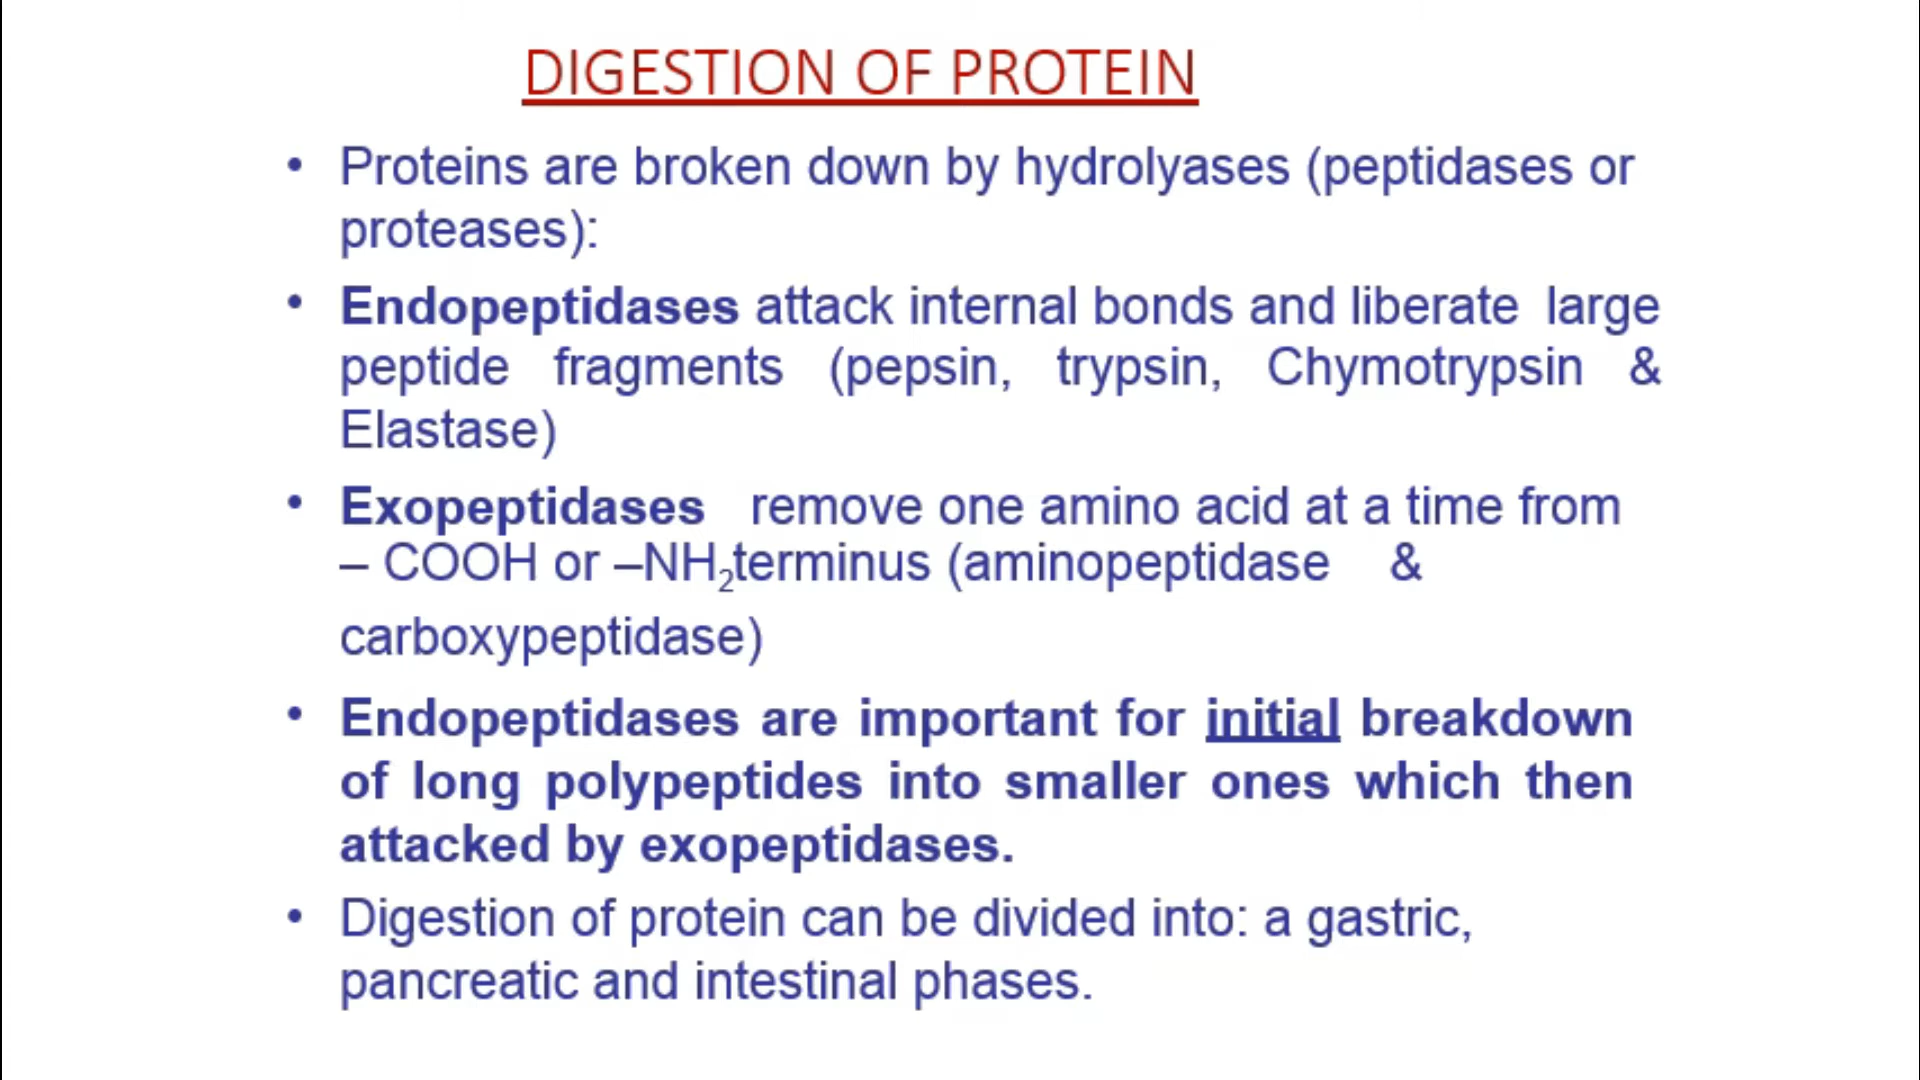 DIGESTION OF PROTEIN
• Proteins are broken down by hydrolyases (peptidases or
proteases):
• Endopeptidases attack internal bonds and liberate large
peptide fragments (pepsin, trypsin, Chymotrypsin &
Elastase)
• Exopeptidases remove one amino acid at a time from
– COOH or –NH₂terminus (aminopeptidase &
carboxypeptidase)
• Endopeptidases are important for initial breakdown
of long polypeptides into smaller ones which then
attacked by exopeptidases.
• Digestion of protein can be divided into: a gastric,
pancreatic and intestinal phases.